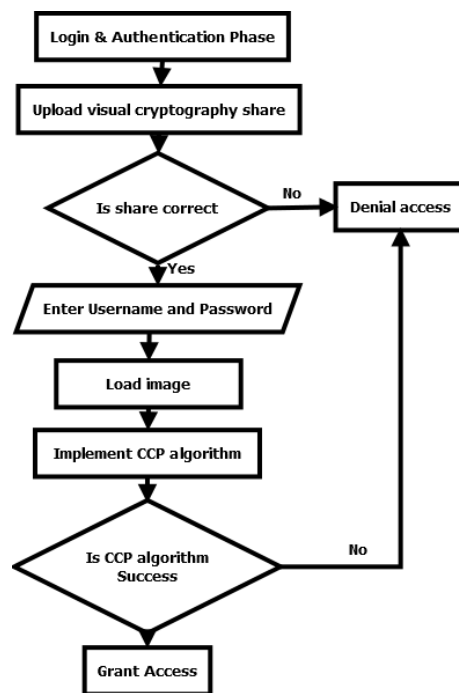 Login & Authentication Phase
Upload visual cryptography share
Is share correct
No
Denial access
Yes
Enter Username and Password
Load image
Implement CCP algorithm
Is CCP algorithm
Success
No
Grant Access